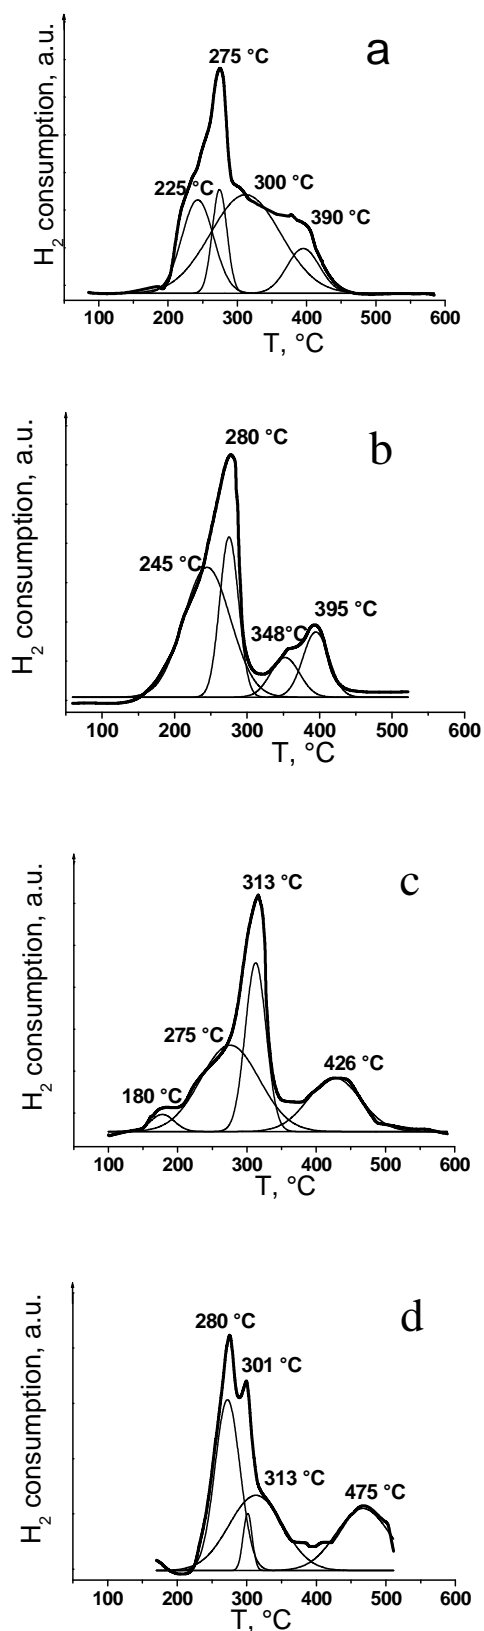 a
275 °C
225 °C
300 °C
390 °C
H2 consumption, a.u.
100 200 300 400 500 600
T, °C
b
280 °C
245 °C
348°C
395 °C
H2 consumption, a.u.
100 200 300 400 500 600
T, °C
c
313 °C
275 °C
426 °C
180 °C
H2 consumption, a.u.
100 200 300 400 500 600
T, °C
d
280 °C
301 °C
313 °C
475 °C
H2 consumption, a.u.
100 200 300 400 500 600
T, °C